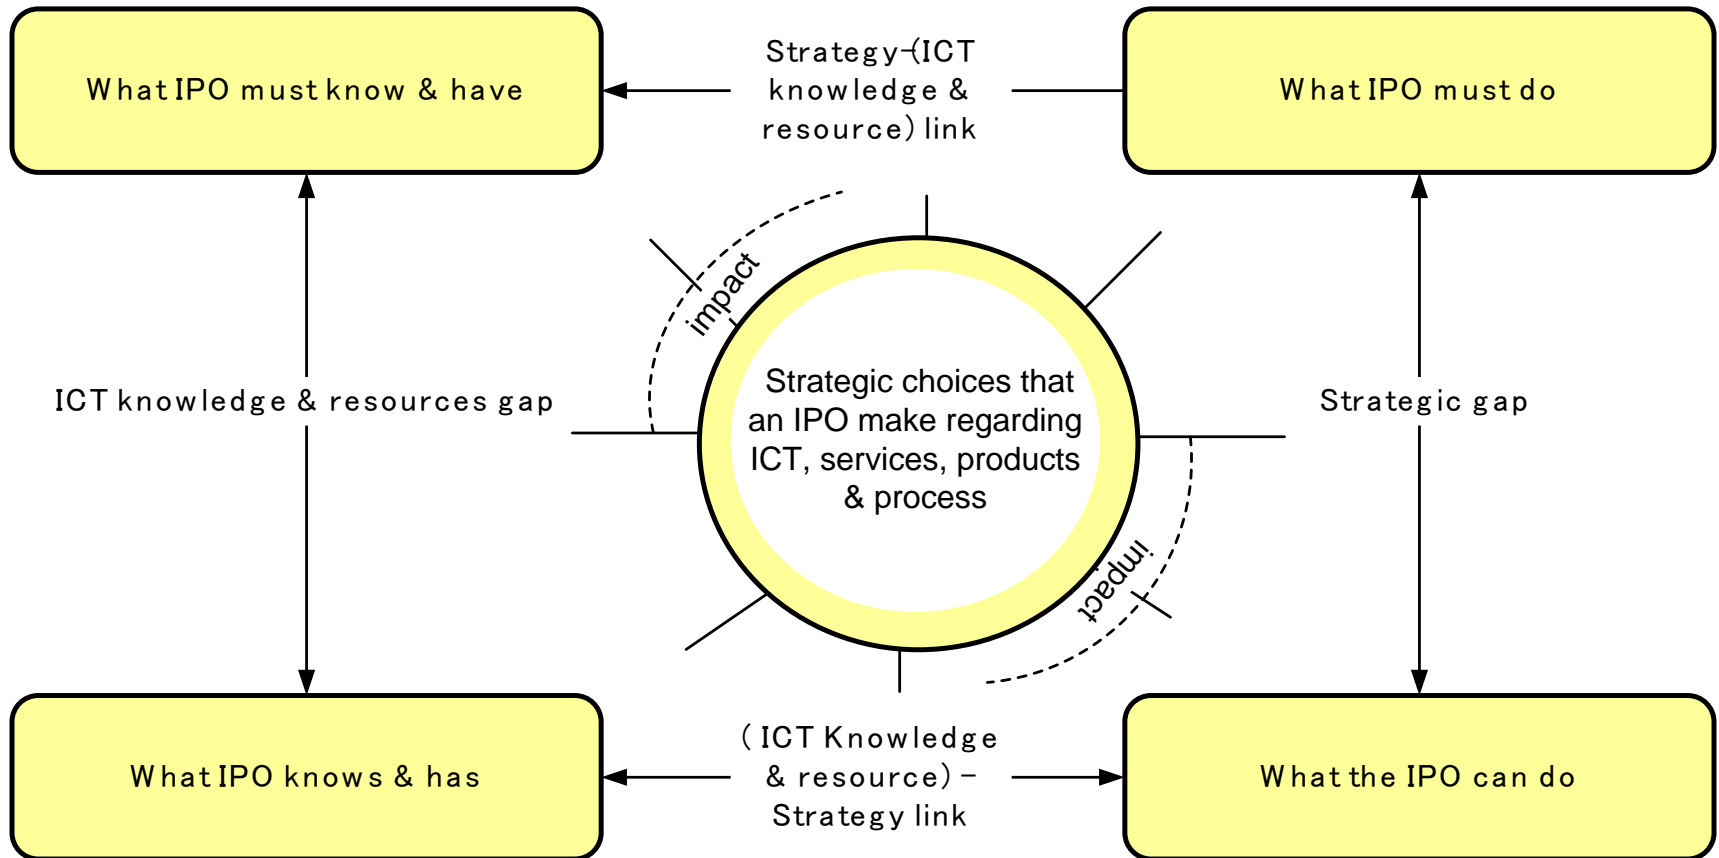 What IPO must know & have
Strategy-(ICT
knowledge &
resource) link
What IPO must do
impact
ICT knowledge & resources gap
Strategic choices that
an IPO make regarding
ICT, services, products
& process
Strategic gap
impact
What IPO knows & has
(ICT Knowledge
& resource)-
Strategy link
What the IPO can do